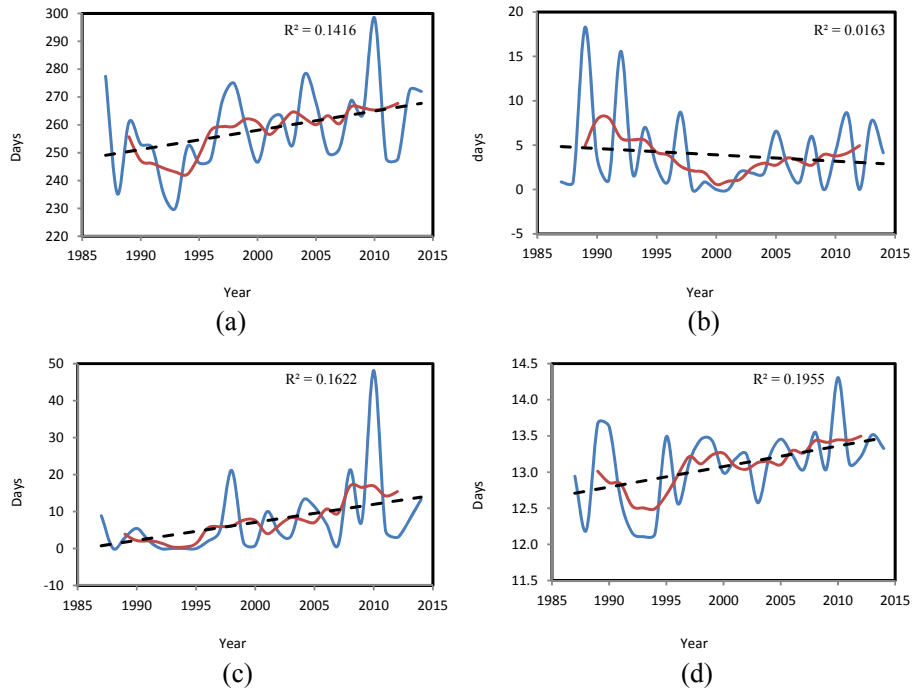 R² = 0.1416
300
290
280
270
260
250
240
230
220
Days
1985 1990 1995 2000 2005 2010 2015
Year
(a)
R² = 0.0163
20
15
10
5
0
-5
days
1985 1990 1995 2000 2005 2010 2015
Year
(b)
R² = 0.1622
50
40
30
20
10
0
-10
Days
1985 1990 1995 2000 2005 2010 2015
Year
(c)
R² = 0.1955
14.5
14.0
13.5
13.0
12.5
12.0
11.5
Days
1985 1990 1995 2000 2005 2010 2015
Year
(d)